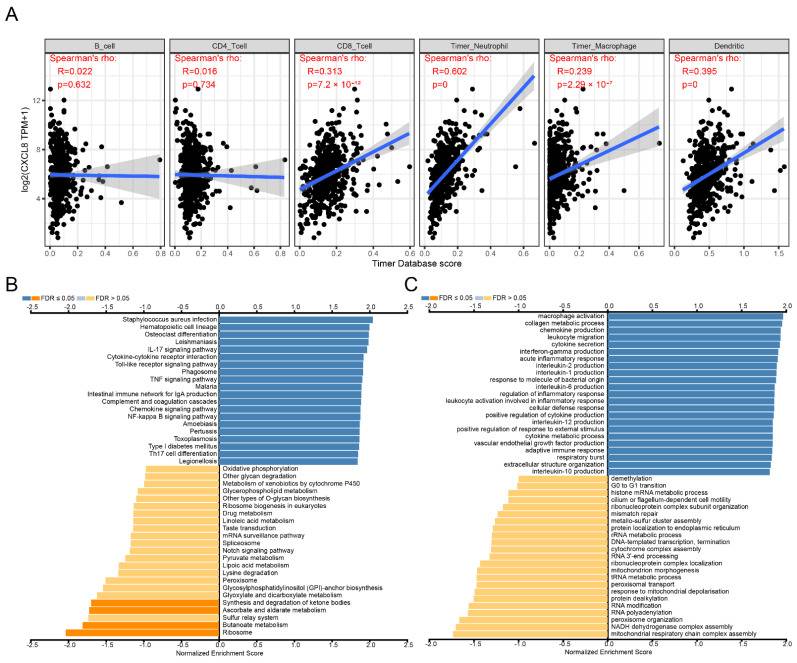 A
B_cell
CD4_Tcell
CD8_Tcell
Timer_Neutrophil
Timer_Macrophage
Dendritic
Spearman's rho:
R=0.022
p=0.632
Spearman's rho:
R=0.016
p=0.734
Spearman's rho:
R=0.313
p=7.2 × 10⁻¹²
Spearman's rho:
R=0.602
p=0
Spearman's rho:
R=0.239
p=2.29 × 10⁻⁷
Spearman's rho:
R=0.395
p=0
log2(CXCL8 TPM+1)
12
8
4
0.0 0.2 0.4 0.6 0.8
0.0 0.2 0.4 0.6 0.8
0.0 0.2 0.4 0.6
0.0 0.2 0.4 0.6
0.00 0.25 0.50 0.75
0.0 0.5 1.0 1.5
Timer Database score
B
FDR ≤ 0.05 FDR > 0.05
-2.5 -2.0 -1.5 -1.0 -0.5 0.0 0.5 1.0 1.5 2.0 2.5
Staphylococcus aureus infection
Hematopoietic cell lineage
Osteoclast differentiation
Leishmaniasis
IL-17 signaling pathway
Cytokine-cytokine receptor interaction
Toll-like receptor signaling pathway
Phagosome
TNF signaling pathway
Malaria
Intestinal immune network for IgA production
Complement and coagulation cascades
Chemokine signaling pathway
NF-kappa B signaling pathway
Amoebiasis
Pertussis
Toxoplasmosis
Type I diabetes mellitus
Th17 cell differentiation
Legionellosis
Oxidative phosphorylation
Other glycan degradation
Metabolism of xenobiotics by cytochrome P450
Glycerophospholipid metabolism
Other types of O-glycan biosynthesis
Ribosome biogenesis in eukaryotes
Drug metabolism
Linoleic acid metabolism
Taste transduction
mRNA surveillance pathway
Spliceosome
Notch signaling pathway
Pyruvate metabolism
Lipoic acid metabolism
Lysine degradation
Peroxisome
Glycosylphosphatidylinositol (GPI)-anchor biosynthesis
Glyoxylate and dicarboxylate metabolism
Synthesis and degradation of ketone bodies
Ascorbate and aldarate metabolism
Sulfur relay system
Butanoate metabolism
Ribosome
-2.5 -2.0 -1.5 -1.0 -0.5 0.0 0.5 1.0 1.5 2.0 2.5
Normalized Enrichment Score
C
FDR ≤ 0.05 FDR > 0.05
-2.0 -1.5 -1.0 -0.5 0.0 0.5 1.0 1.5 2.0
macrophage activation
collagen metabolic process
chemokine production
leukocyte migration
cytokine secretion
interferon-gamma production
acute inflammatory response
interleukin-2 production
interleukin-1 production
response to molecule of bacterial origin
interleukin-8 production
regulation of inflammatory response
leukocyte activation involved in inflammatory response
cellular defense response
positive regulation of cytokine production
interleukin-12 production
positive regulation of response to external stimulus
cytokine metabolic process
vascular endothelial growth factor production
adaptive immune response
respiratory burst
extracellular structure organization
interleukin-10 production
demethylation
G0 to G1 transition
histone mRNA metabolic process
cilium or flagellum-dependent cell motility
ribonucleoprotein complex subunit organization
mismatch repair
metallo-sulfur cluster assembly
protein localization to endoplasmic reticulum
rRNA metabolic process
DNA-templated transcription, termination
cytochrome complex assembly
RNA 3'-end processing
ribonucleoprotein complex localization
mitochondrion morphogenesis
tRNA metabolic process
peroxisomal transport
response to mitochondrial depolarisation
protein dealkylation
RNA modification
RNA polyadenylation
peroxisome organization
NADH dehydrogenase complex assembly
mitochondrial respiratory chain complex assembly
-2.0 -1.5 -1.0 -0.5 0.0 0.5 1.0 1.5 2.0
Normalized Enrichment Score